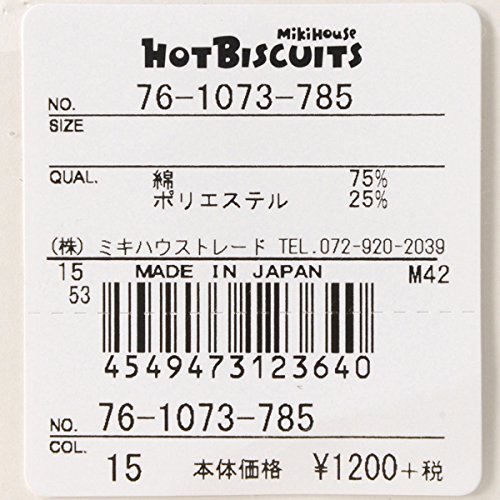 MIKIHOUSE
HOTBISCUITS
NO. 76-1073-785
SIZE
QUAL. 綿 75%
ポリエステル 25%
(株) ミキハウストレード TEL.072-920-2039
15 MADE IN JAPAN M42
53
4549473123640
NO. 76-1073-785
COL. 15 本体価格 ¥1200+税